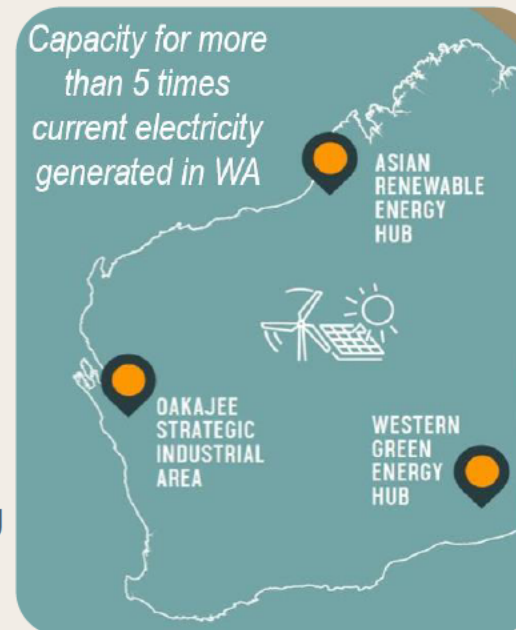 Capacity for more
than 5 times
current electricity
generated in WA
ASIAN
RENEWABLE
ENERGY
HUB
OAKAJEE
STRATEGIC
INDUSTRIAL
AREA
WESTERN
GREEN
ENERGY
HUB